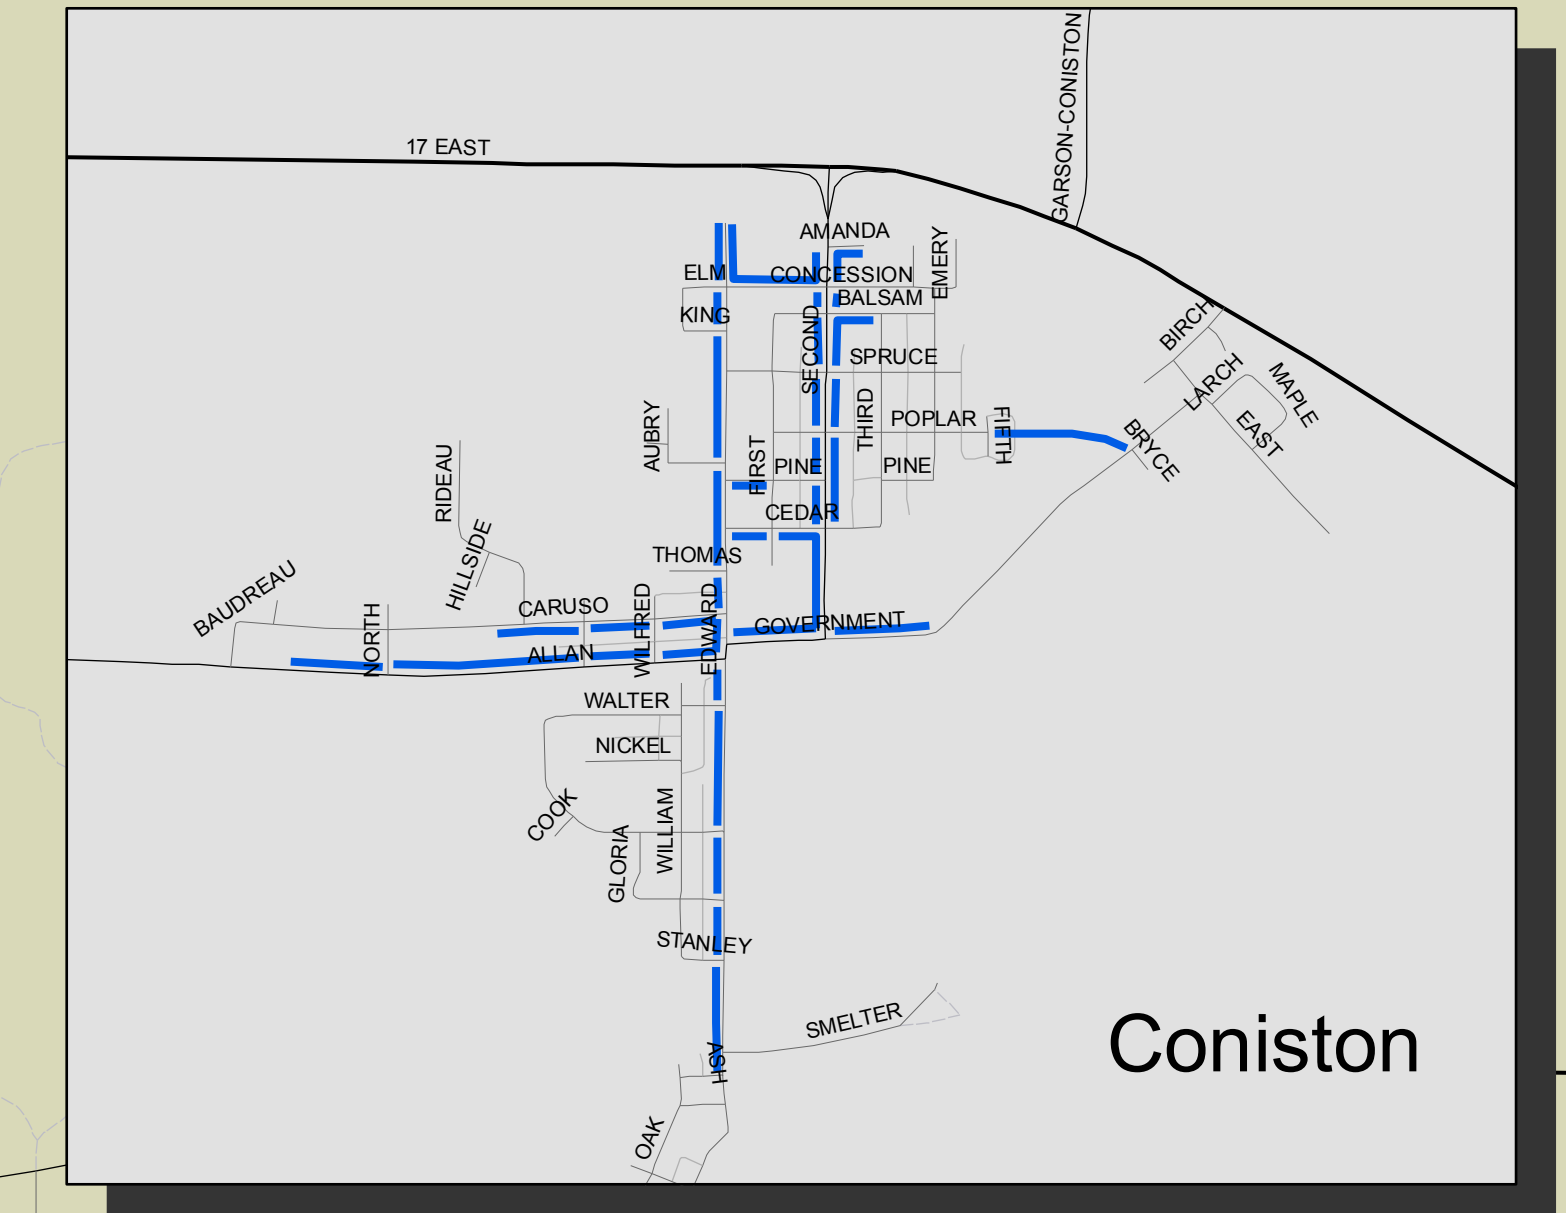 GARSON-CONISTON
17 EAST
AMANDA
EMERY
ELM
CONCESSION
BALSAM
KING
SECOND
BIRCH
SPRUCE
LARCH
MAPLE
AUBRY
THIRD
POPLAR
FIFTH
EAST
BRYCE
RIDEAU
FIRST
PINE
PINE
CEDAR
HILLSIDE
THOMAS
BAUDREAU
CARUSO
WILFRED
EDWARD
GOVERNMENT
NORTH
ALLAN
WALTER
NICKEL
COOK
GLORIA
WILLIAM
STANLEY
SMELTER
Coniston
ASH
OAK